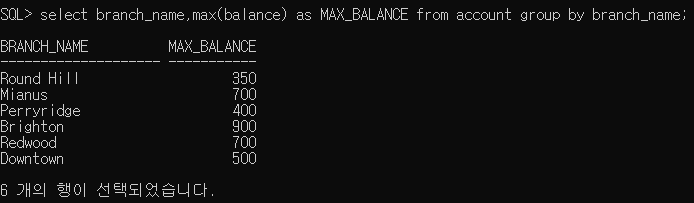 SQL> select branch_name,max(balance) as MAX_BALANCE from account group by branch_name;
BRANCH_NAME MAX_BALANCE
-------------------- -----------
Round Hill 350
Mianus 700
Perryridge 400
Brighton 900
Redwood 700
Downtown 500
6 개의 행이 선택되었습니다.